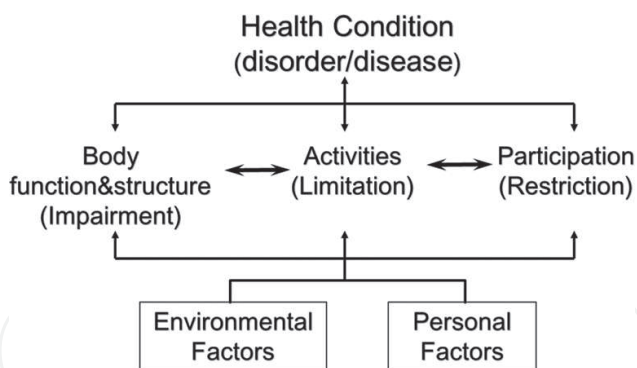 Health Condition
(disorder/disease)
Body
function&structure
(Impairment)
Activities
(Limitation)
Participation
(Restriction)
Environmental
Factors
Personal
Factors